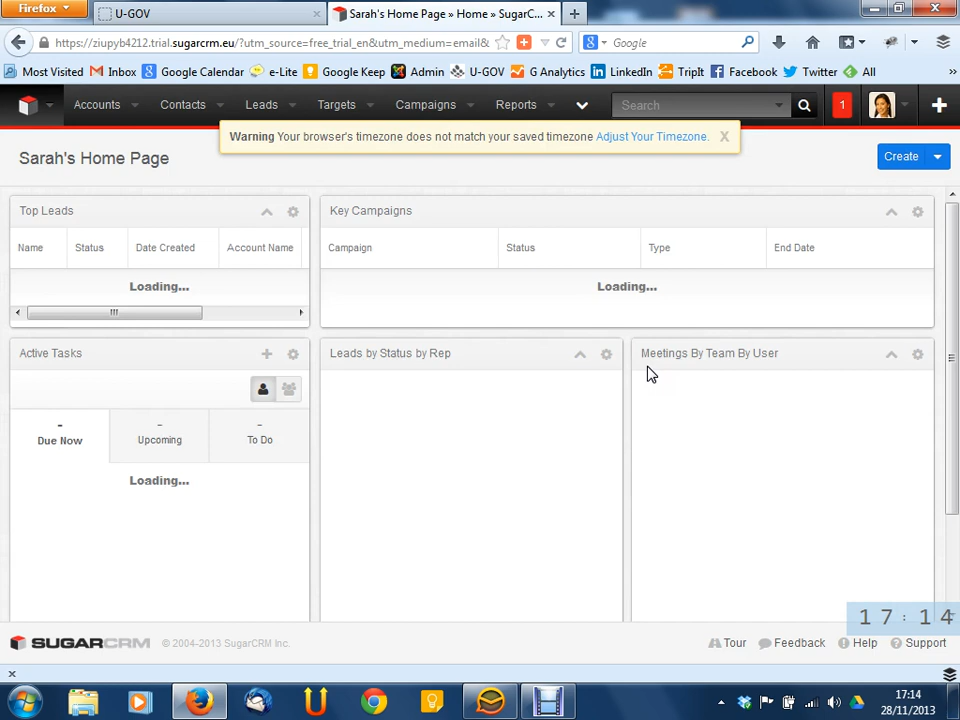 Firefox
U-GOV
Sarah's Home Page » Home » SugarC...
https://ziupyb4212.trial.sugarcrm.eu/?utm_source=free_trial_en&utm_medium=email&
Google
Most Visited Inbox Google Calendar e-Lite Google Keep Admin U-GOV G Analytics LinkedIn TripIt Facebook Twitter All
Accounts Contacts Leads Targets Campaigns Reports Search 1
Warning Your browser's timezone does not match your saved timezone Adjust Your Timezone. X
Sarah's Home Page
Create
Top Leads
Name Status Date Created Account Name
Loading...
Key Campaigns
Campaign Status Type End Date
Loading...
Active Tasks
- - -
Due Now Upcoming To Do
Loading...
Leads by Status by Rep
Meetings By Team By User
17:14
SUGARCRM © 2004-2013 SugarCRM Inc.
Tour Feedback Help Support
17:14
28/11/2013